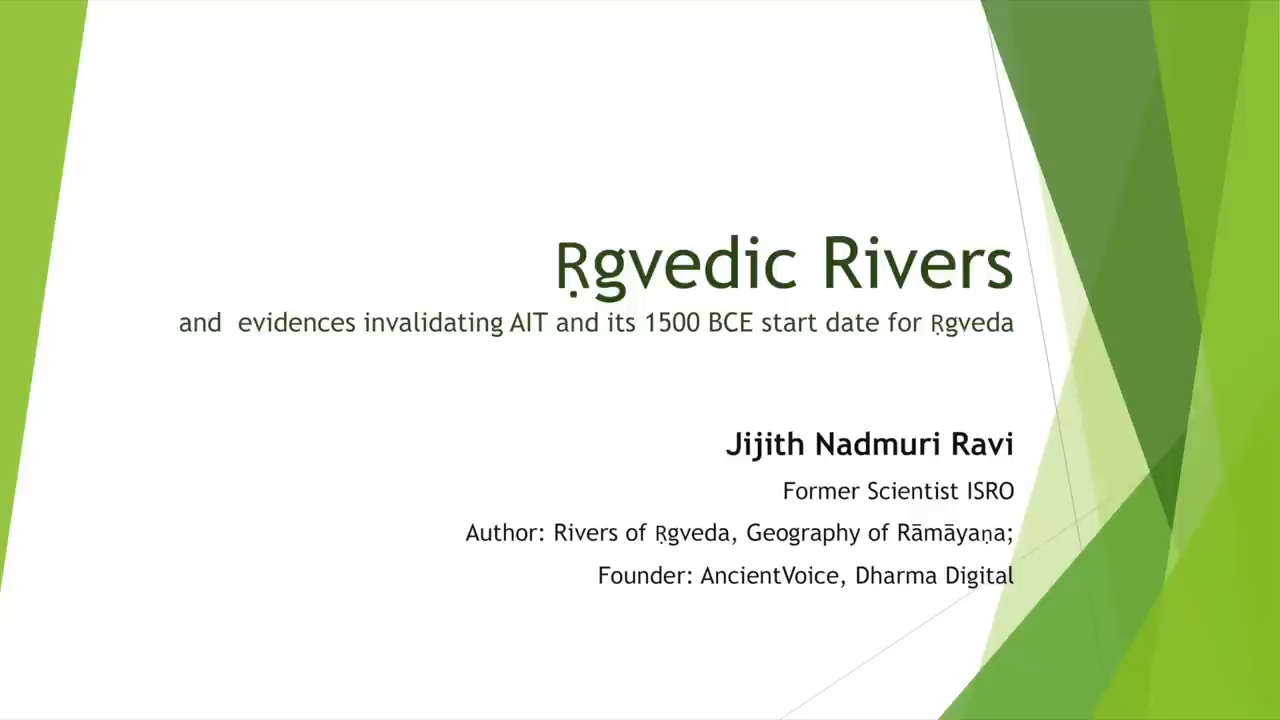 Ṛgvedic Rivers
and evidences invalidating AIT and its 1500 BCE start date for Ṛgveda
Jijith Nadmuri Ravi
Former Scientist ISRO
Author: Rivers of Ṛgveda, Geography of Rāmāyaṇa;
Founder: AncientVoice, Dharma Digital